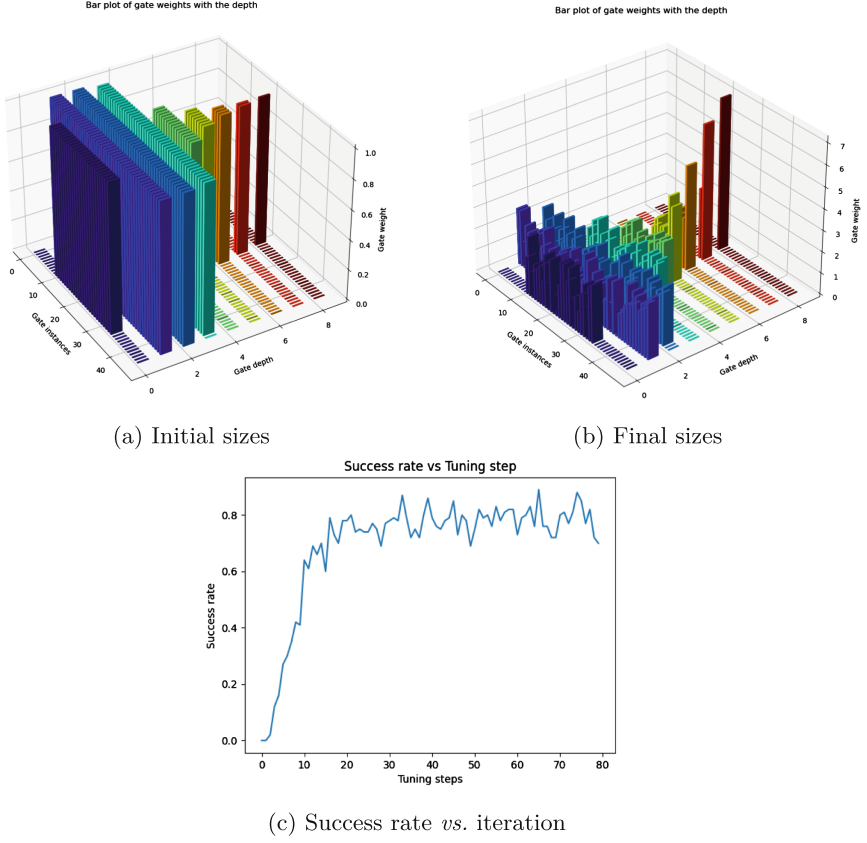 Bar plot of gate weights with the depth
1.0
0.8
0.6
0.4
0.2
0.0
Gate weight
0
10
20
30
40
Gate instances
0
2
4
6
8
Gate depth
(a) Initial sizes
Bar plot of gate weights with the depth
7
6
5
4
3
2
1
0
Gate weight
0
10
20
30
40
Gate instances
0
2
4
6
8
Gate depth
(b) Final sizes
Success rate vs Tuning step
0.8
0.6
0.4
0.2
0.0
Success rate
0 10 20 30 40 50 60 70 80
Tuning steps
(c) Success rate vs. iteration